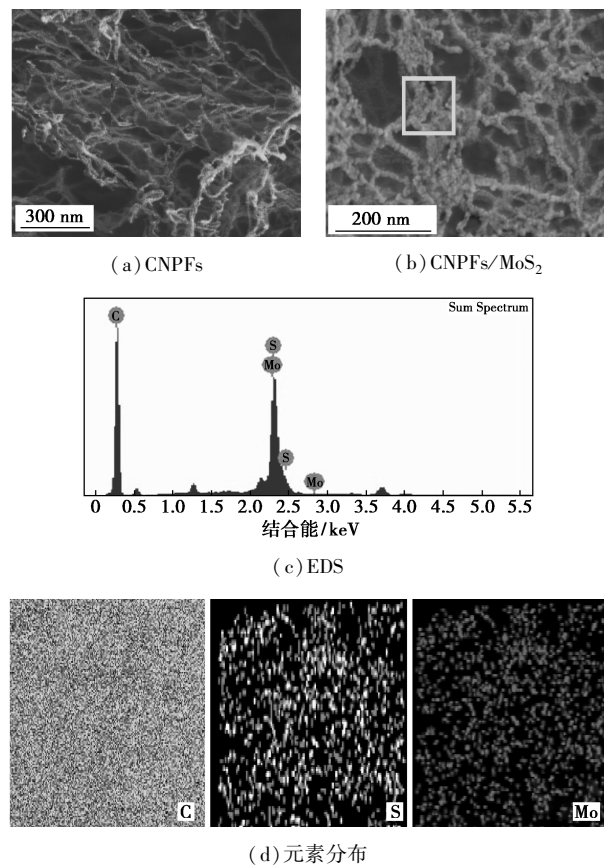 300 nm
200 nm
(a)CNPFs
(b)CNPFs/MoS₂
Sum Spectrum
C
S
Mo
S
Mo
0 0.5 1.0 1.5 2.0 2.5 3.0 3.5 4.0 4.5 5.0 5.5
结合能/keV
(c)EDS
C
S
Mo
(d)元素分布